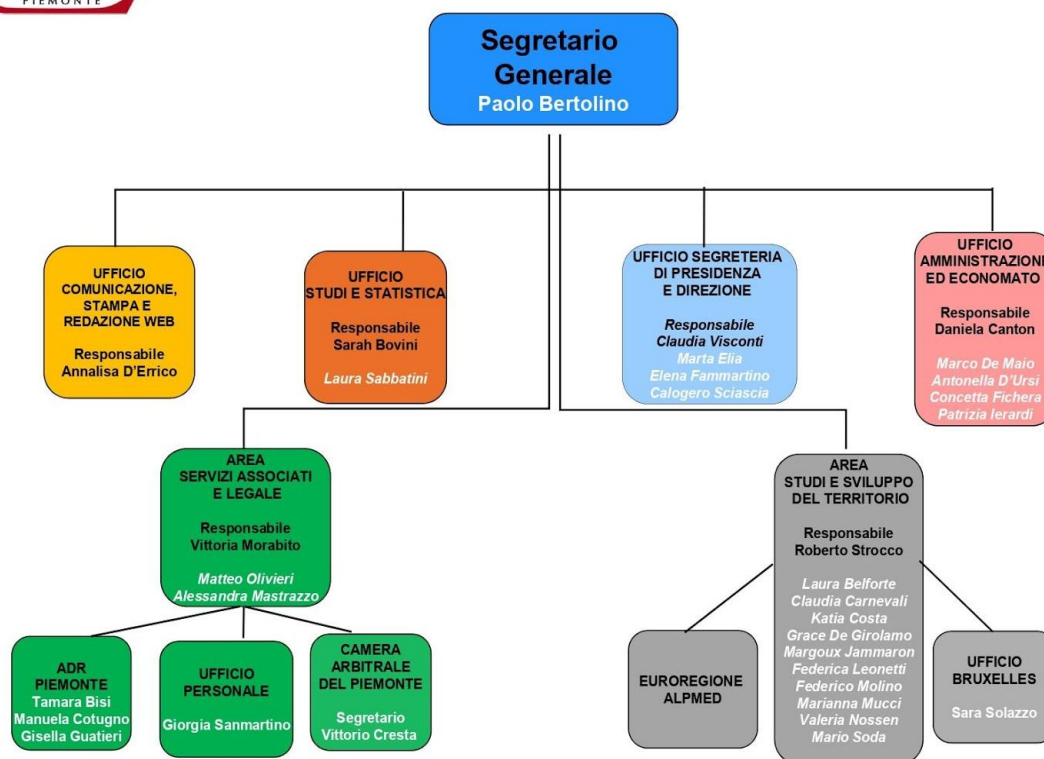 PIEMONTE
Segretario
Generale
Paolo Bertolino
UFFICIO
COMUNICAZIONE,
STAMPA E
REDAZIONE WEB
Responsabile
Annalisa D'Errico
UFFICIO
STUDI E STATISTICA
Responsabile
Sarah Bovini
Laura Sabbatini
UFFICIO SEGRETERIA
DI PRESIDENZA
E DIREZIONE
Responsabile
Claudia Visconti
Marta Elia
Elena Fammartino
Calogero Sciascia
UFFICIO
AMMINISTRAZIONE
ED ECONOMATO
Responsabile
Daniela Canton
Marco De Maio
Antonella D'Ursi
Concetta Fichera
Patrizia Ierardi
AREA
SERVIZI ASSOCIATI
E LEGALE
Responsabile
Vittoria Morabito
Matteo Olivieri
Alessandra Mastrazzo
AREA
STUDI E SVILUPPO
DEL TERRITORIO
Responsabile
Roberto Strocco
Laura Belforte
Claudia Carnevali
Katia Costa
Grace De Girolamo
Margoux Jammaron
Federica Leonetti
Federico Molino
Marianna Mucci
Valeria Nossen
Mario Soda
ADR
PIEMONTE
Tamara Bisi
Manuela Cotugno
Gisella Guatieri
UFFICIO
PERSONALE
Giorgia Sanmartino
CAMERA
ARBITRALE
DEL PIEMONTE
Segretario
Vittorio Cresta
EUROREGIONE
ALPMED
UFFICIO
BRUXELLES
Sara Solazzo